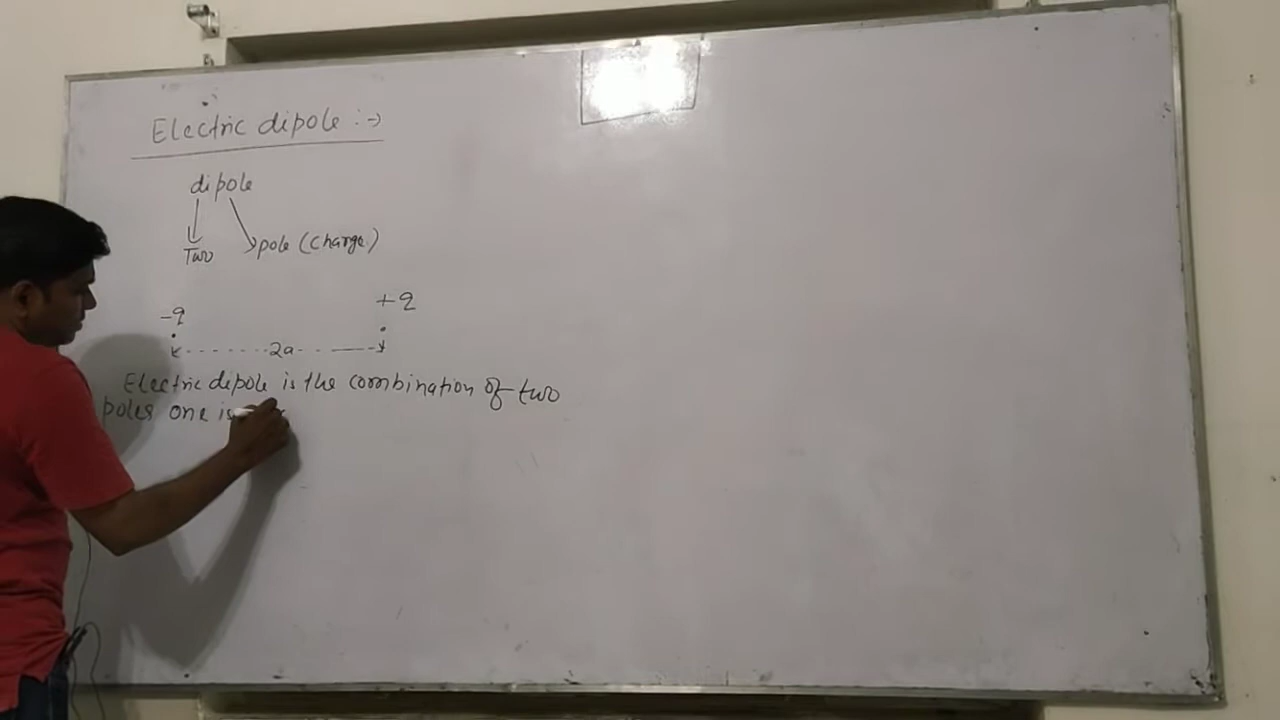 Electric dipole :→
dipole
Two
pole (Charge)
-q
+q
2a
Electric dipole is the combination of two
poles one is